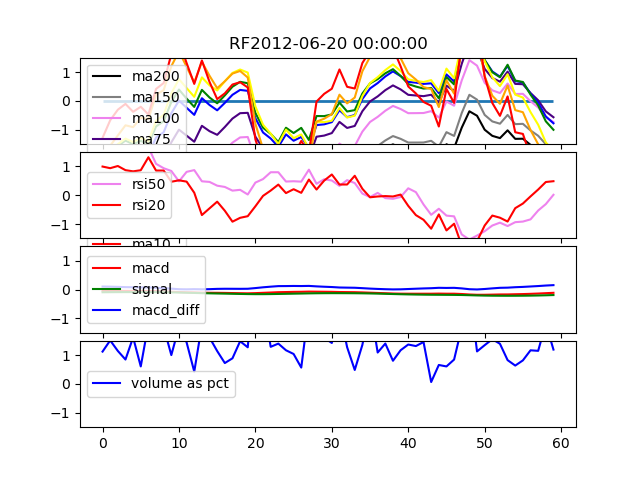 RF2012-06-20 00:00:00
1
0
−1
ma200
ma150
ma100
ma75
1
0
−1
rsi50
rsi20
ma10
1
0
−1
macd
signal
macd_diff
1
0
−1
volume as pct
0 10 20 30 40 50 60